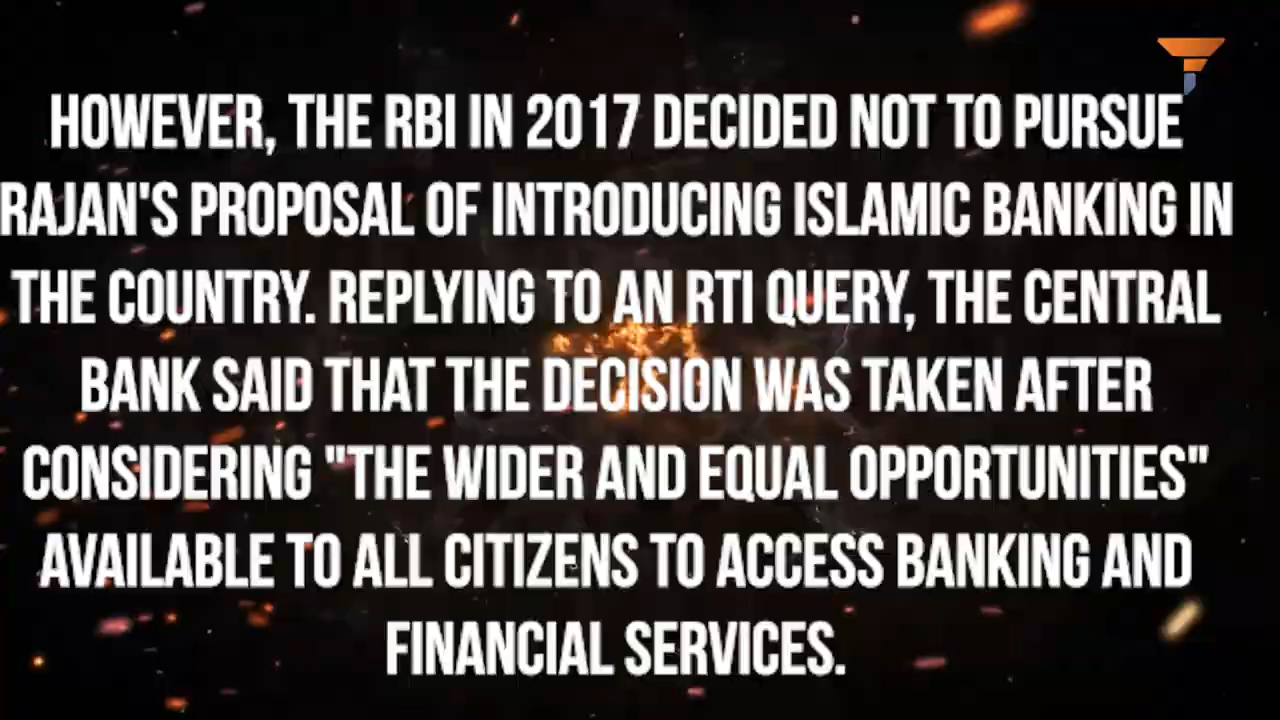 HOWEVER, THE RBI IN 2017 DECIDED NOT TO PURSUE
RAJAN'S PROPOSAL OF INTRODUCING ISLAMIC BANKING IN
THE COUNTRY. REPLYING TO AN RTI QUERY, THE CENTRAL
BANK SAID THAT THE DECISION WAS TAKEN AFTER
CONSIDERING "THE WIDER AND EQUAL OPPORTUNITIES"
AVAILABLE TO ALL CITIZENS TO ACCESS BANKING AND
FINANCIAL SERVICES.